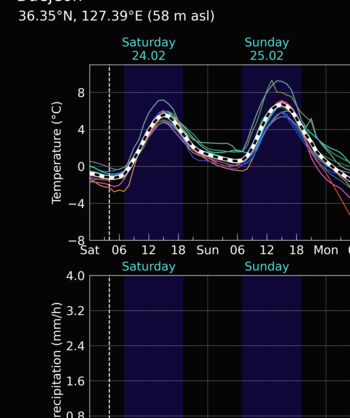 36.35°N, 127.39°E (58 m asl)
Saturday
24.02
Sunday
25.02
Temperature (°C)
8
4
0
−4
−8
Sat 06 12 18 Sun 06 12 18 Mon
Saturday
Sunday
recipitation (mm/h)
4.0
3.2
2.4
1.6
0.8